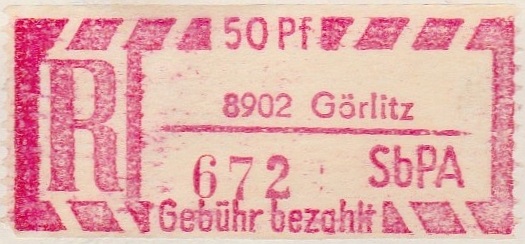 50 Pf
R
8902 Görlitz
672
SbPA
Gebühr bezahlt